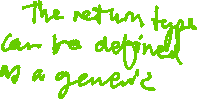 The return type
can be defined
as a generic